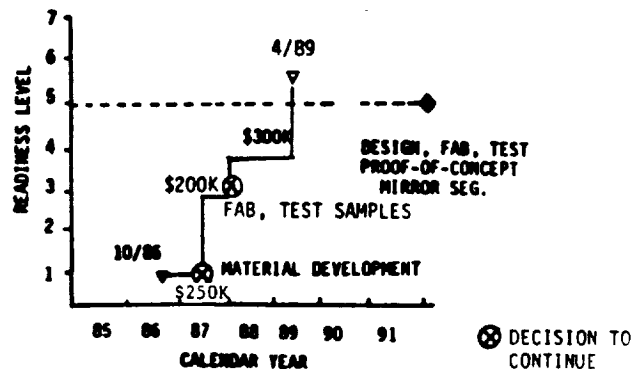 7
6
5
4
3
2
1
READINESS LEVEL
4/89
$300K
DESIGN, FAB, TEST
PROOF-OF-CONCEPT
MIRROR SEG.
$200K
FAB, TEST SAMPLES
10/86
MATERIAL DEVELOPMENT
$250K
85 86 87 88 89 90 91
CALENDAR YEAR
DECISION TO
CONTINUE